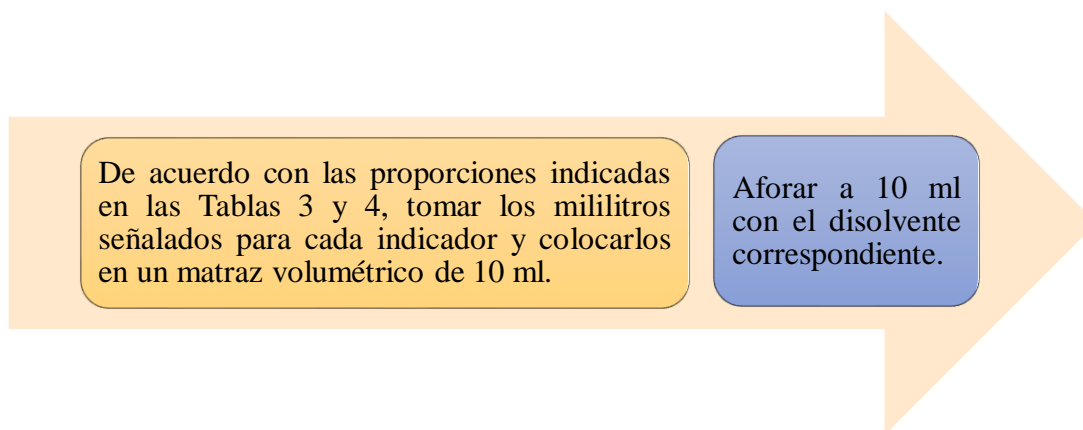 De acuerdo con las proporciones indicadas
en las Tablas 3 y 4, tomar los mililitros
señalados para cada indicador y colocarlos
en un matraz volumétrico de 10 ml.
Aforar a 10 ml
con el disolvente
correspondiente.